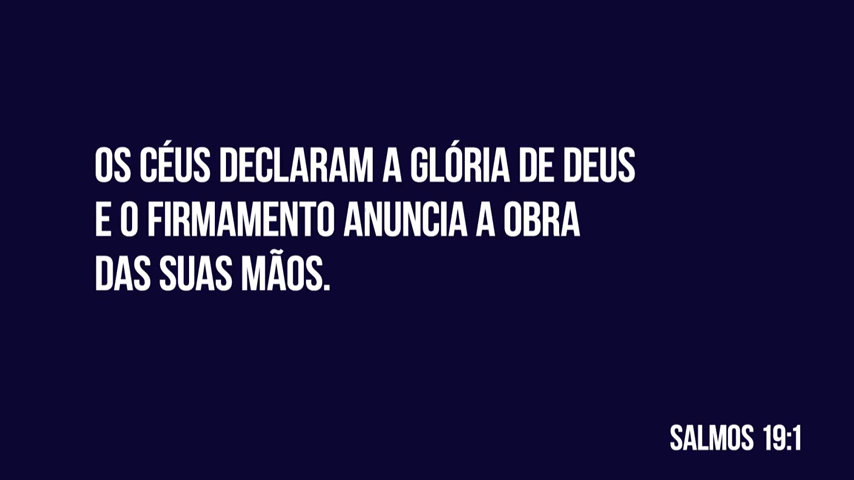 OS CÉUS DECLARAM A GLÓRIA DE DEUS
E O FIRMAMENTO ANUNCIA A OBRA
DAS SUAS MÃOS.
SALMOS 19:1